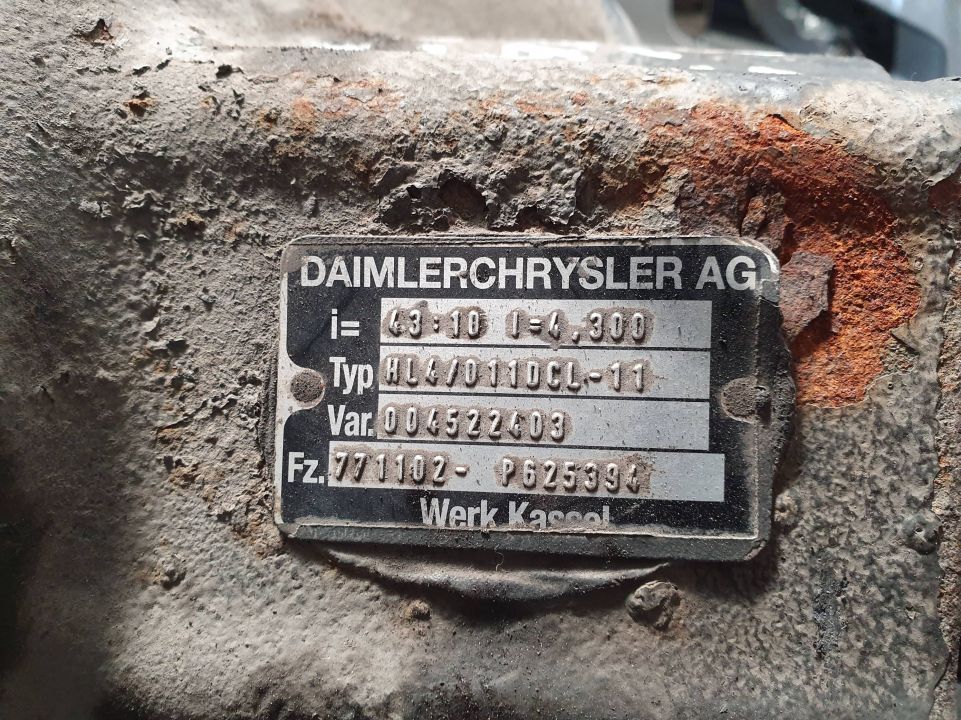 DAIMLERCHRYSLER AG
i= 43:10 I=4,300
Typ HL4/011DCL-11
Var. 004522403
Fz. 771102- P625394
Werk Kassel